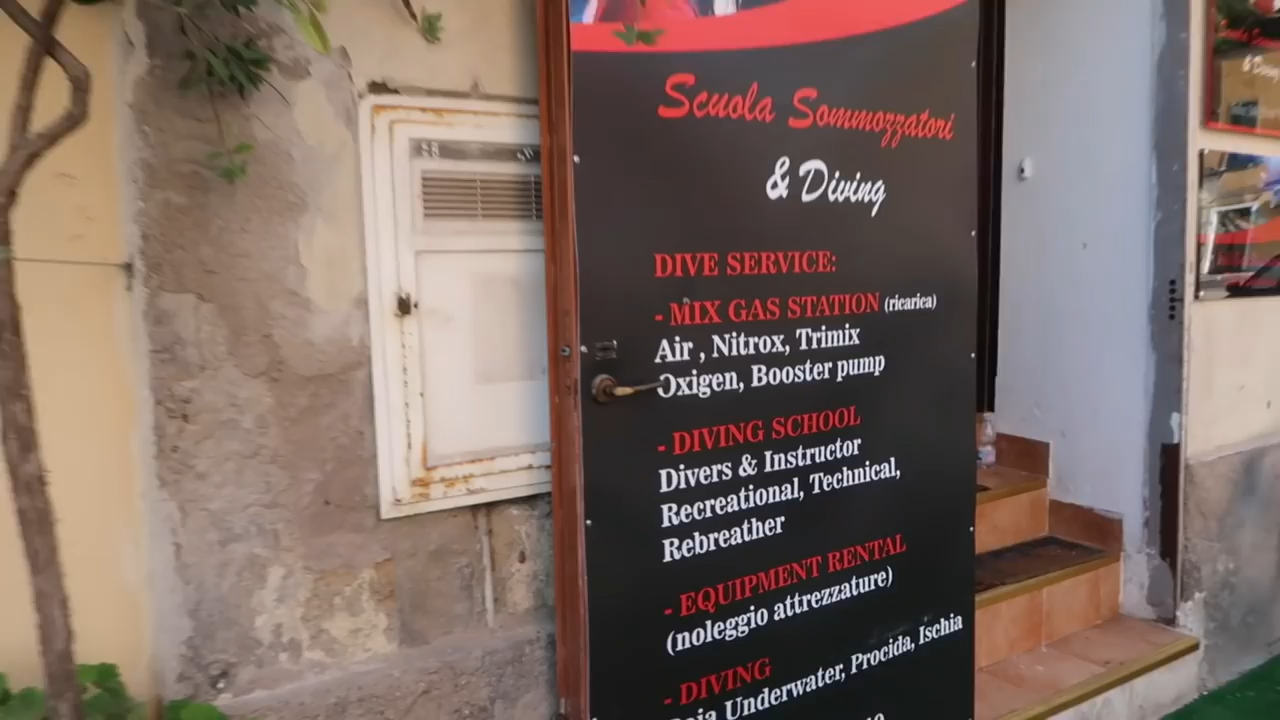 Scuola Sommozzatori
& Diving
DIVE SERVICE:
- MIX GAS STATION (ricarica)
Air , Nitrox, Trimix
Oxigen, Booster pump
- DIVING SCHOOL
Divers & Instructor
Recreational, Technical,
Rebreather
- EQUIPMENT RENTAL
(noleggio attrezzature)
- DIVING
Underwater, Procida, Ischia